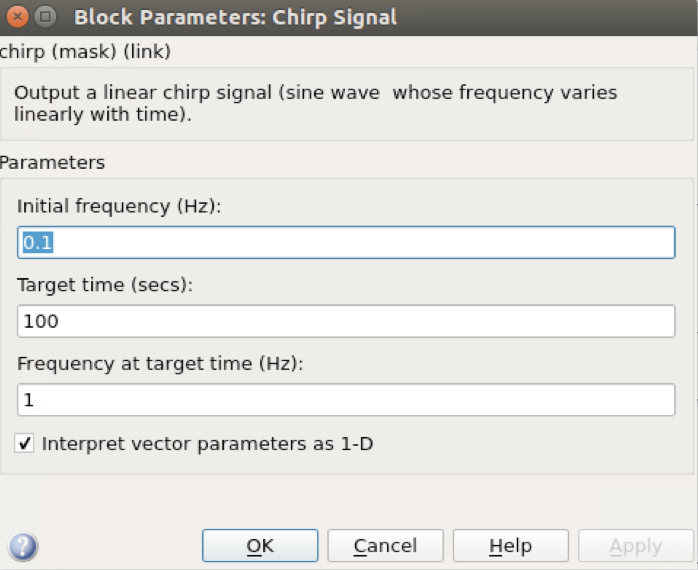 Block Parameters: Chirp Signal
chirp (mask) (link)
Output a linear chirp signal (sine wave  whose frequency varies
linearly with time).
Parameters
Initial frequency (Hz):
0.1
Target time (secs):
100
Frequency at target time (Hz):
1
Interpret vector parameters as 1-D
OK Cancel Help Apply